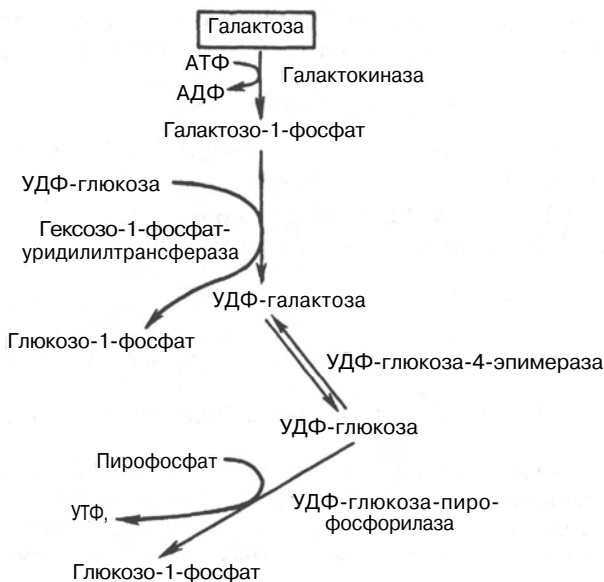 Галактоза
АТФ
Галактокиназа
АДФ
Галактозо-1-фосфат
УДФ-глюкоза
Гексозо-1-фосфат-
уридилилтрансфераза
УДФ-галактоза
Глюкозо-1-фосфат
УДФ-глюкоза-4-эпимераза
УДФ-глюкоза
Пирофосфат
УДФ-глюкоза-пиро-
фосфорилаза
УТФ,
Глюкозо-1-фосфат